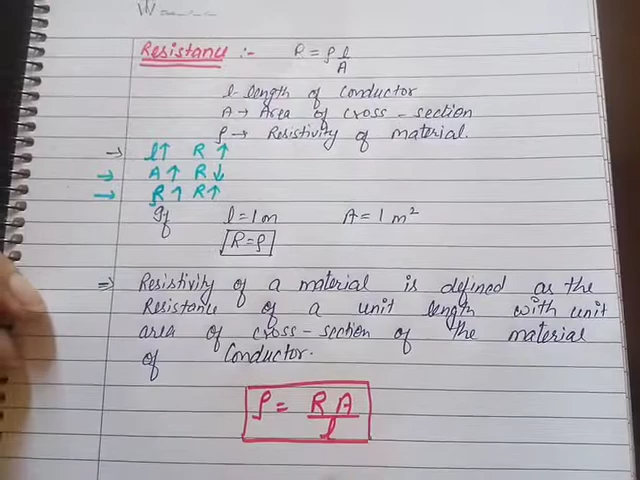 Resistance :- R = ρ l/A
l - length of Conductor
A → Area of cross-section
ρ → Resistivity of material.
→ l↑ R ↑
→ A↑ R↓
→ ρ↑ R↑
If l = 1m A = 1 m²
R = ρ
⇒ Resistivity of a material is defined as the
Resistance of a unit length with unit
area of cross-section of the material
of Conductor.
ρ = RA/l